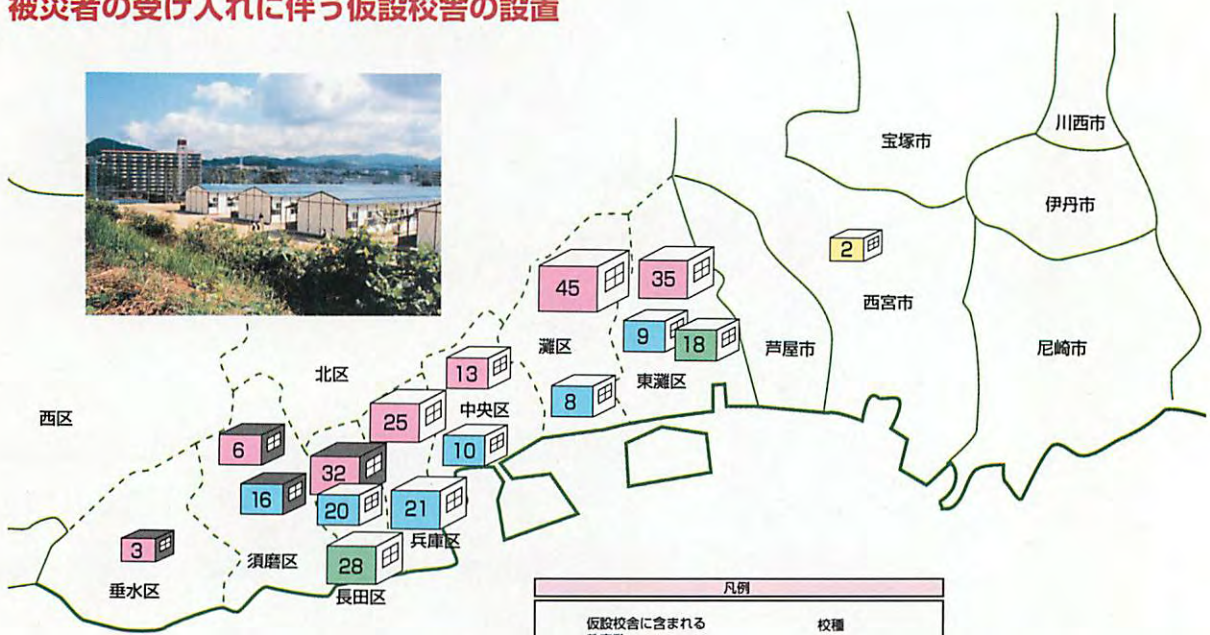 被災者の受け入れに伴う仮設校舎の設置
川西市
宝塚市
伊丹市
2
西宮市
45
35
9
18
灘区
芦屋市
尼崎市
北区
13
東灘区
8
中央区
25
西区
10
6
32
16
20
21
兵庫区
3
須磨区
28
垂水区
長田区
凡例
仮設校舎に含まれる
校種